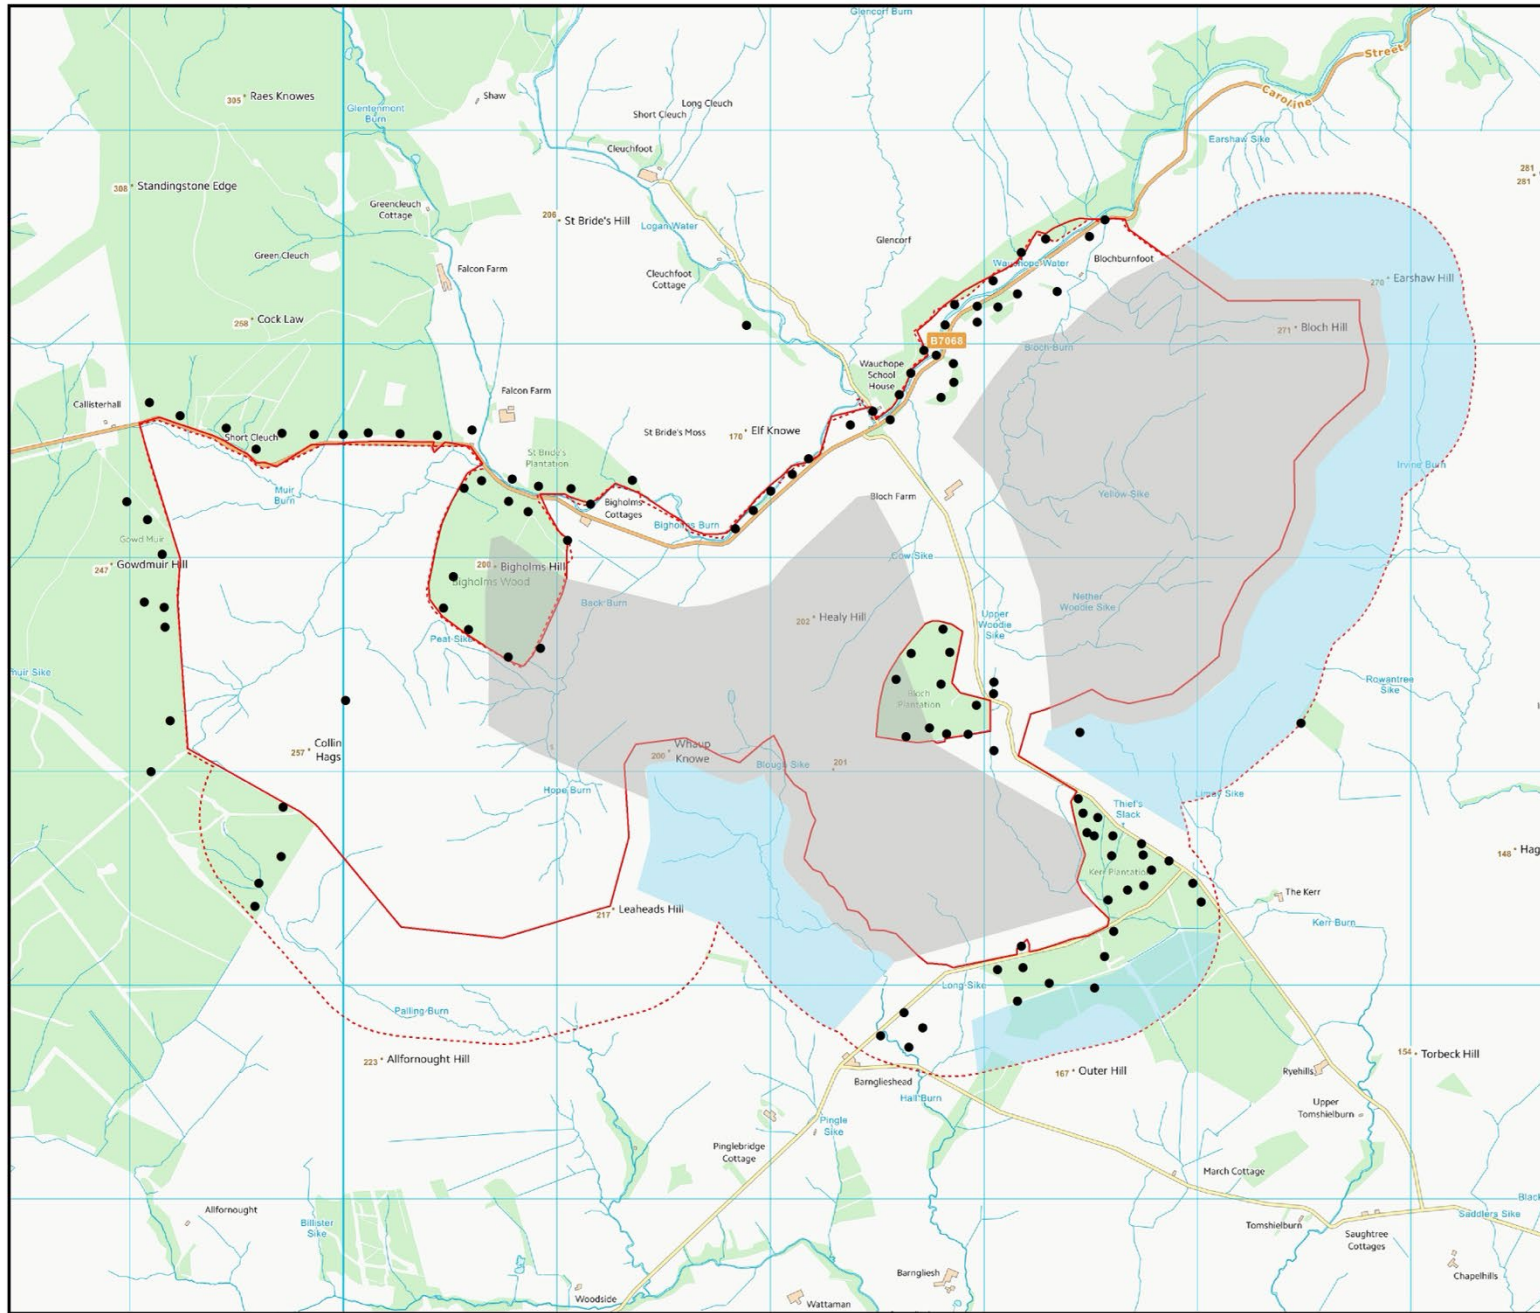 Glencorf Burn
Street
Caroline
305 Raes Knowes
Shaw
Long Cleuch
Short Cleuch
Glentenmont
Burn
Earshaw Sike
Cleuchfoot
281
281
308 Standingstone Edge
Greencleuch
Cottage
206
St Bride's Hill
Logan Water
Glencorf
Green Cleuch
Falcon Farm
Wauchope Water
Blochburnfoot
Cleuchfoot
Cottage
270 Earshaw Hill
258 Cock Law
271 Bloch Hill
B7068
Bloch Burn
Wauchope
School
House
Falcon Farm
Callisterhall
Short Cleuch
St Bride's Moss
170 Elf Knowe
St Bride's
Plantation
Irvine Burn
Muir
Burn
Bigholms
Cottages
Bloch Farm
Yellow Sike
Bigholms Burn
Gowd Muir
247 Gowdmuir Hill
Cow Sike
200 Bigholms Hill
Bigholms Wood
Back Burn
Nether
Woodie Sike
202 Healy Hill
Upper
Woodie
Sike
Peat Sike
muir Sike
Rowantree
Sike
Bloch
Plantation
257
Collin
Hags
200
Whaup
Knowe
Blough Sike
201
Hope Burn
Limey Sike
Thief's
Slack
148 Hag
Kerr Plantation
The Kerr
217 Leaheads Hill
Kerr Burn
Long Sike
Palling Burn
223 Allfornought Hill
154 Torbeck Hill
167 Outer Hill
Ryehills
Barnglieshead
Hall Burn
Upper
Tomshielburn
Pingle
Sike
Pinglebridge
Cottage
March Cottage
Black
Allfornought
Saddlers Sike
Billister
Sike
Tomshielburn
Saughtree
Cottages
Barngliesh
Chapelhills
Woodside
Wattaman